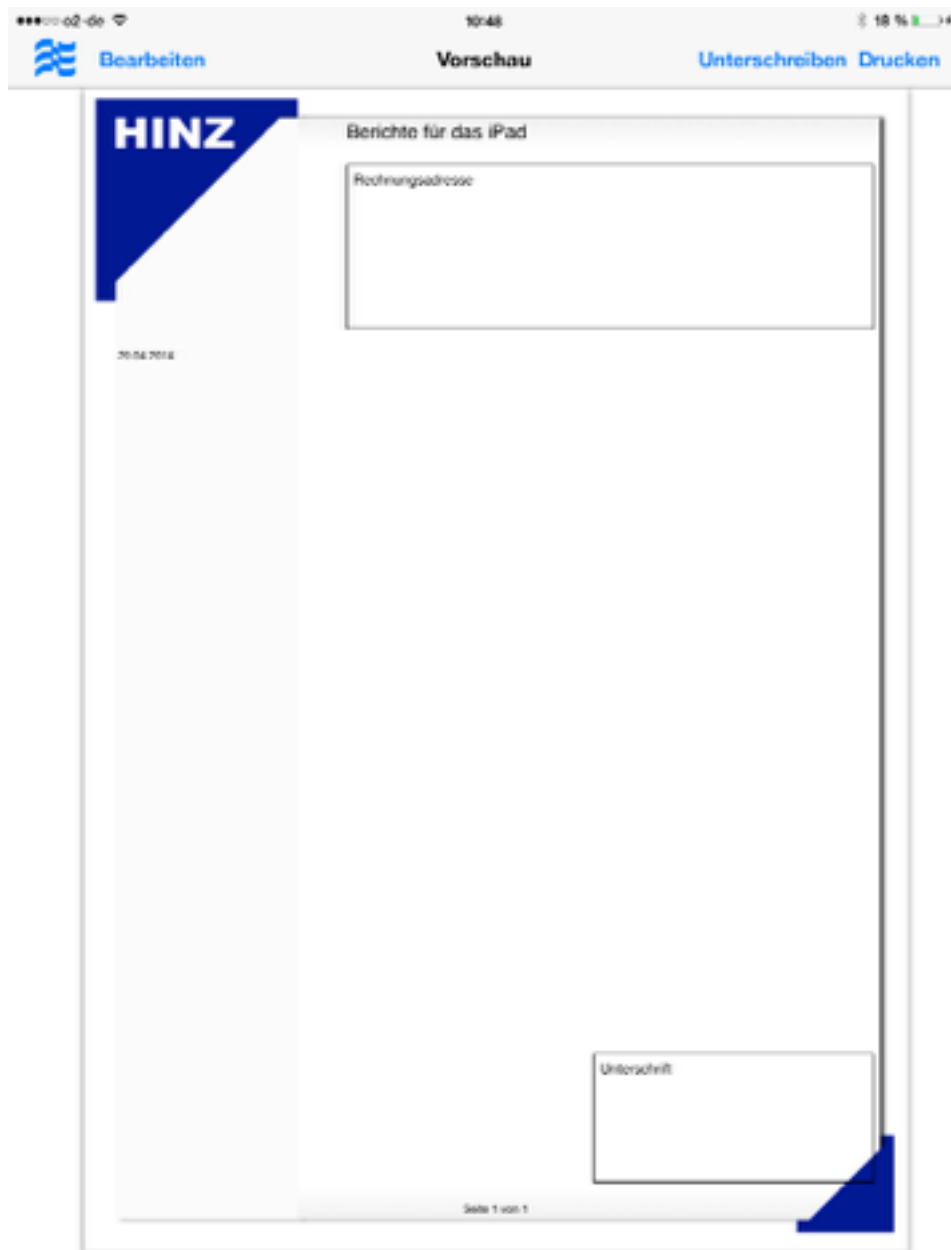 o2-de 10:48 18 %
Bearbeiten Vorschau Unterschreiben Drucken
HINZ
Berichte für das iPad
Rechnungsadresse
Unterschrift
Seite 1 von 1